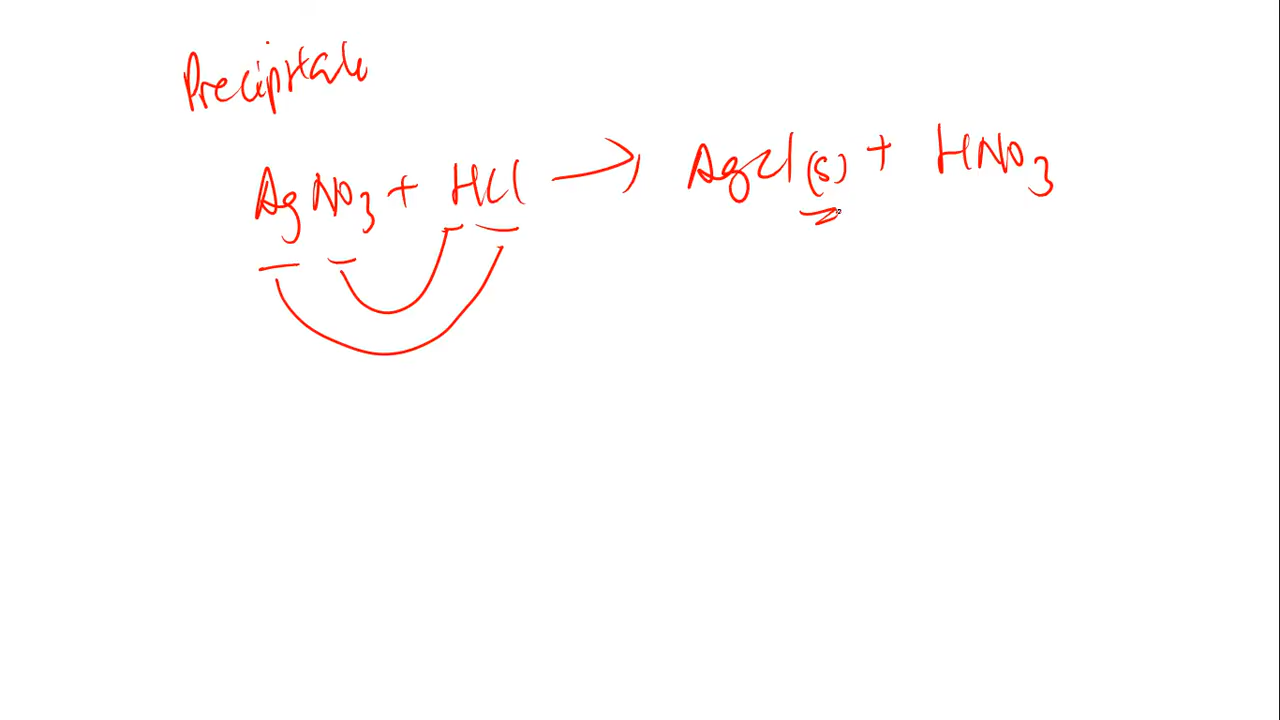 Precipitate
AgNO₃ + HCl → AgCl(s) + HNO₃